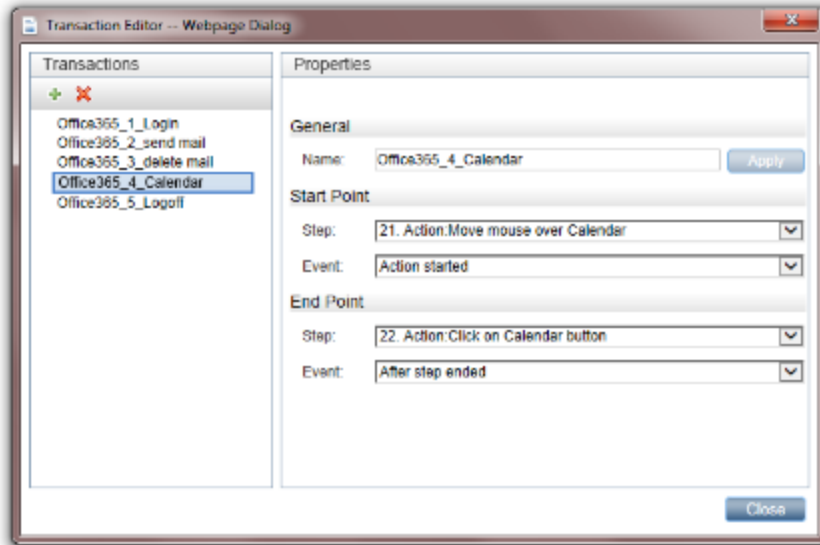 Transaction Editor -- Webpage Dialog
Transactions
Office365_1_Login
Office365_2_send mail
Office365_3_delete mail
Office365_4_Calendar
Office365_5_Logoff
Properties
General
Name: Office365_4_Calendar Apply
Start Point
Step: 21. Action:Move mouse over Calendar
Event: Action started
End Point
Step: 22. Action:Click on Calendar button
Event: After step ended
Close